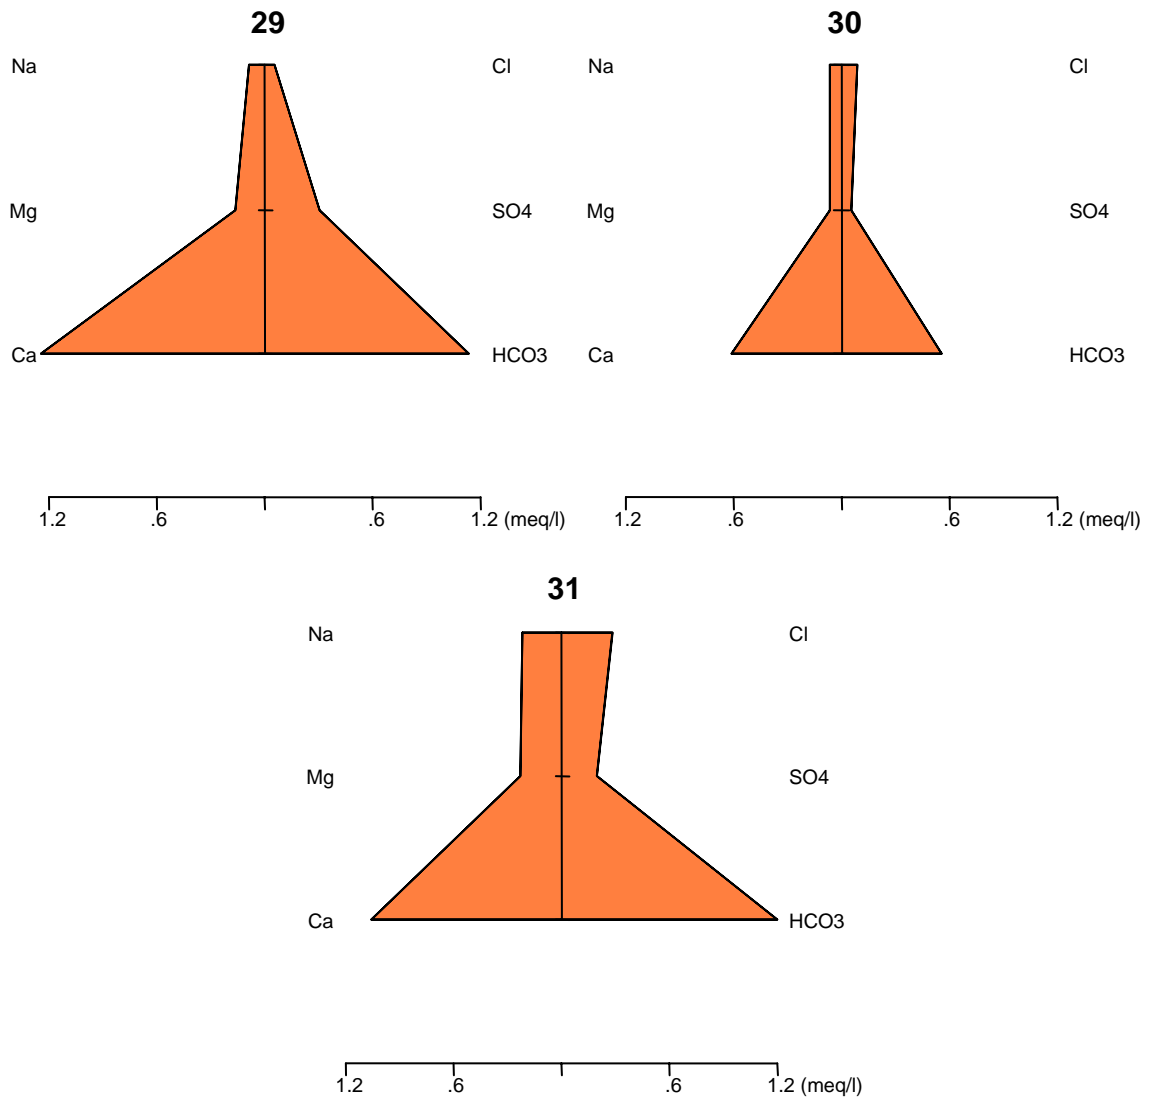 29
30
Na Cl
Na Cl
Mg SO4
Mg SO4
Ca HCO3
Ca HCO3
1.2 .6 .6 1.2 (meq/l)
1.2 .6 .6 1.2 (meq/l)
31
Na Cl
Mg SO4
Ca HCO3
1.2 .6 .6 1.2 (meq/l)